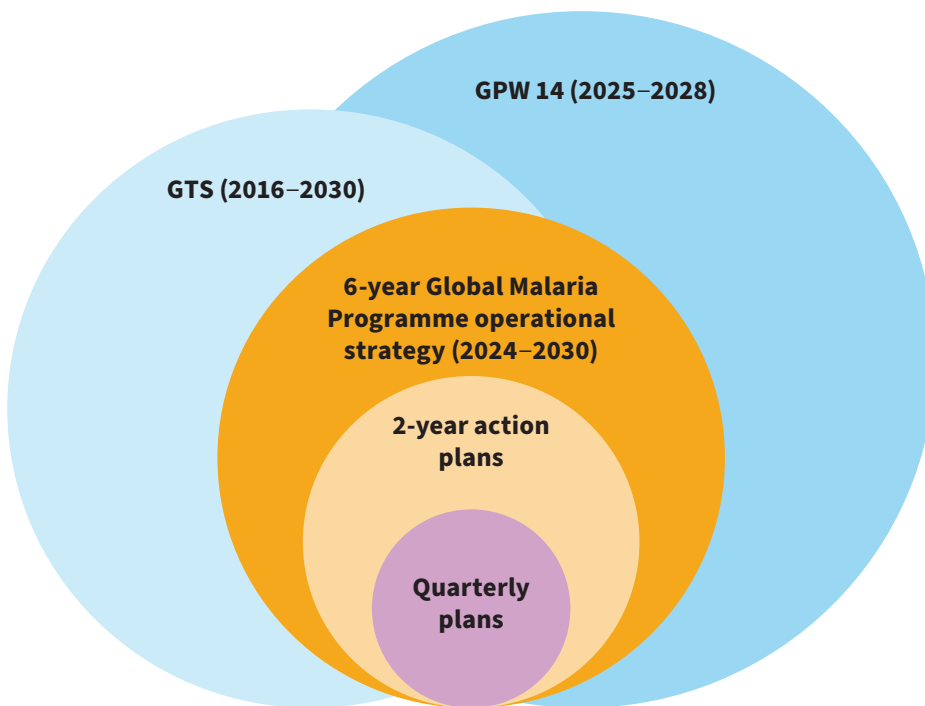 GPW 14 (2025–2028)
GTS (2016–2030)
6-year Global Malaria
Programme operational
strategy (2024–2030)
2-year action
plans
Quarterly
plans